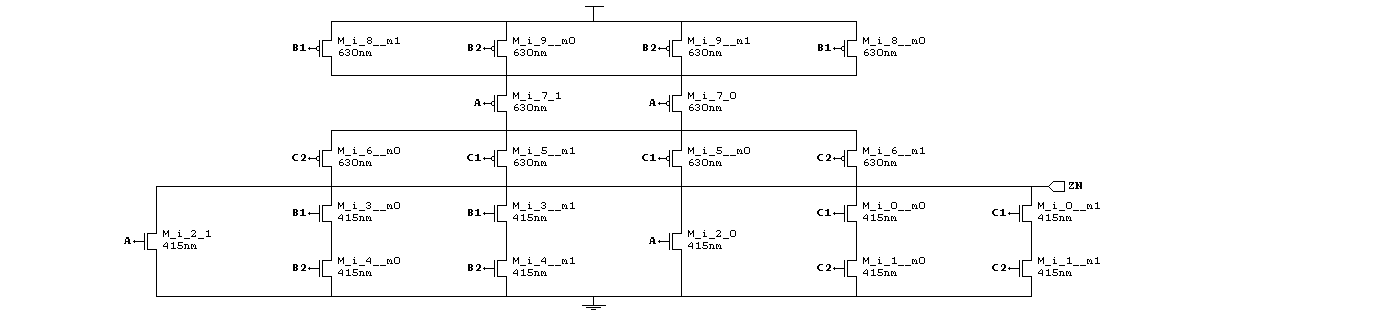 B1 M_i_8__m1 630nm
B2 M_i_9__m0 630nm
B2 M_i_9__m1 630nm
B1 M_i_8__m0 630nm
A M_i_7_1 630nm
A M_i_7_0 630nm
C2 M_i_6__m0 630nm
C1 M_i_5__m1 630nm
C1 M_i_5__m0 630nm
C2 M_i_6__m1 630nm
ZN
B1 M_i_3__m0 415nm
B1 M_i_3__m1 415nm
C1 M_i_0__m0 415nm
C1 M_i_0__m1 415nm
A M_i_2_1 415nm
A M_i_2_0 415nm
B2 M_i_4__m0 415nm
B2 M_i_4__m1 415nm
C2 M_i_1__m0 415nm
C2 M_i_1__m1 415nm